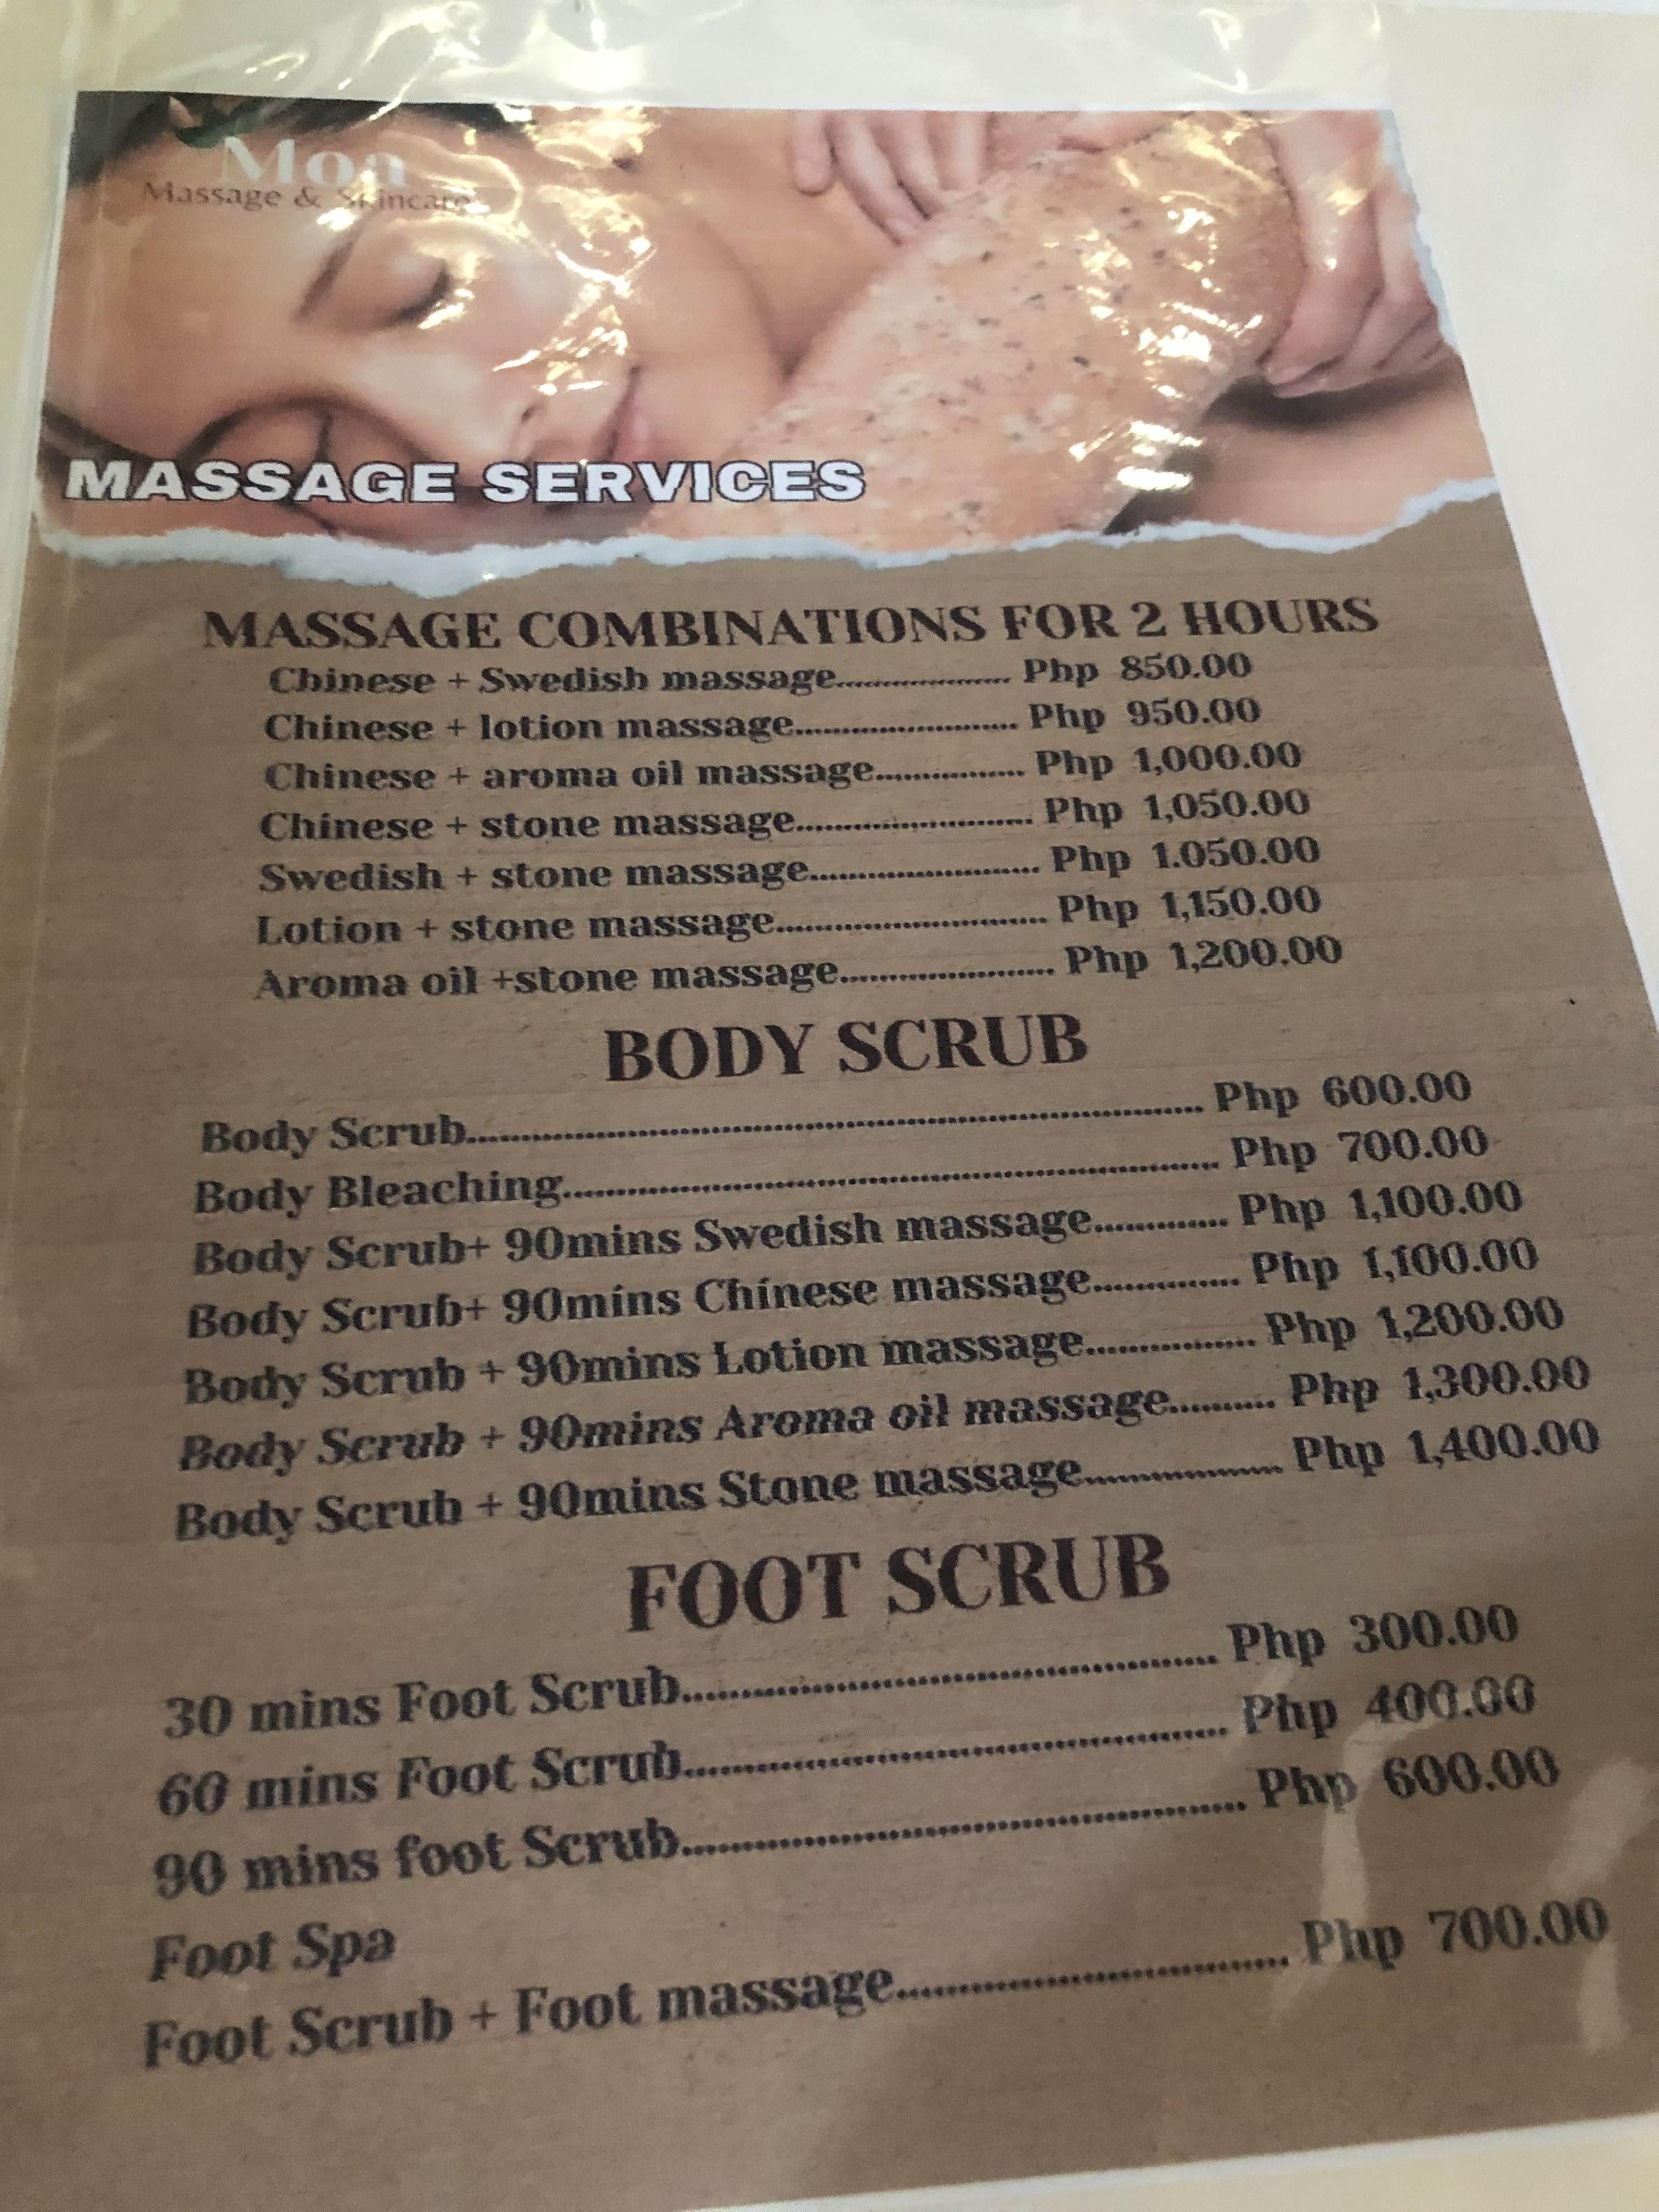 Moa
Massage & Skincare
MASSAGE SERVICES
MASSAGE COMBINATIONS FOR 2 HOURS
Chinese + Swedish massage.................... Php 850.00
Chinese + lotion massage........................ Php 950.00
Chinese + aroma oil massage................ Php 1,000.00
Chinese + stone massage......................... Php 1,050.00
Swedish + stone massage........................ Php 1.050.00
Lotion + stone massage............................ Php 1,150.00
Aroma oil +stone massage....................... Php 1,200.00
BODY SCRUB
Body Scrub.......................................................................... Php 600.00
Body Bleaching................................................................. Php 700.00
Body Scrub+ 90mins Swedish massage............. Php 1,100.00
Body Scrub+ 90mins Chinese massage.............. Php 1,100.00
Body Scrub + 90mins Lotion massage................ Php 1,200.00
Body Scrub + 90mins Aroma oil massage.......... Php 1,300.00
Body Scrub + 90mins Stone massage................... Php 1,400.00
FOOT SCRUB
30 mins Foot Scrub.................................................. Php 300.00
60 mins Foot Scrub.................................................. Php 400.00
90 mins foot Scrub................................................... Php 600.00
Foot Spa
Foot Scrub + Foot massage................................... Php 700.00